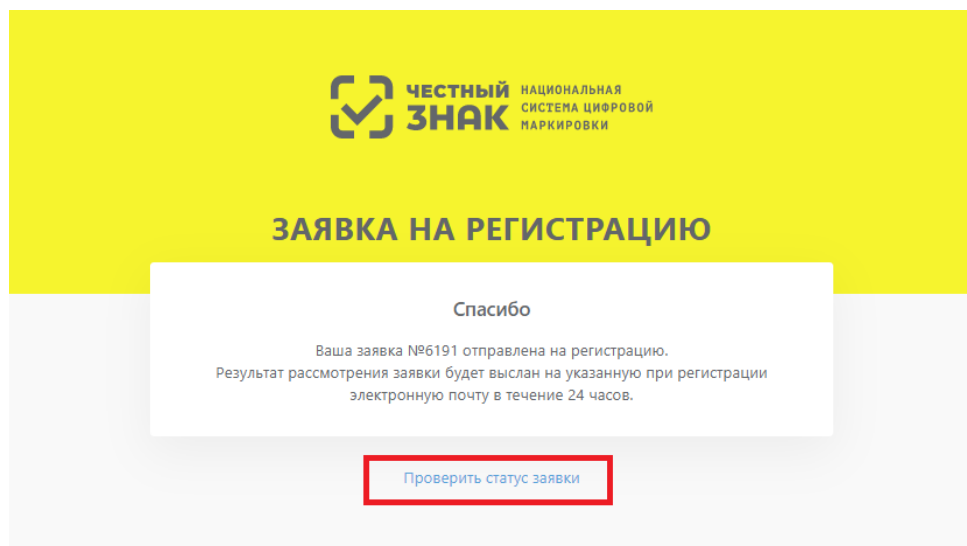 ЧЕСТНЫЙ
ЗНАК
НАЦИОНАЛЬНАЯ
СИСТЕМА ЦИФРОВОЙ
МАРКИРОВКИ
ЗАЯВКА НА РЕГИСТРАЦИЮ
Спасибо
Ваша заявка №6191 отправлена на регистрацию.
Результат рассмотрения заявки будет выслан на указанную при регистрации
электронную почту в течение 24 часов.
Проверить статус заявки